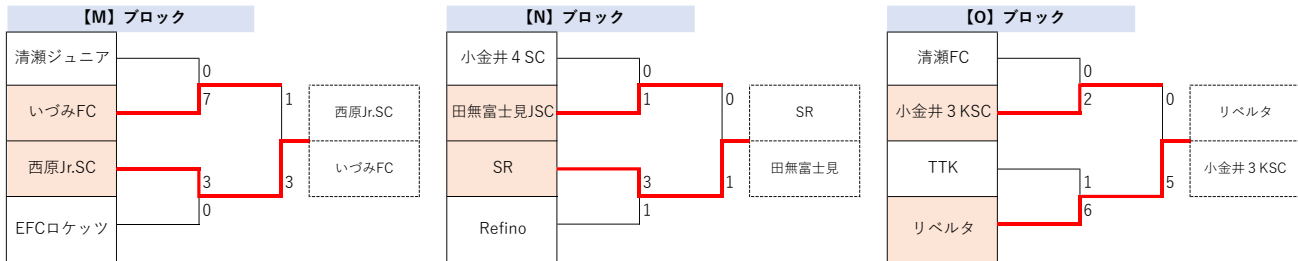 【M】ブロック
清瀬ジュニア
0
7
いづみFC
1
西原Jr.SC
いづみFC
西原Jr.SC
3
3
0
EFCロケッツ
【N】ブロック
小金井４SC
0
1
田無富士見JSC
0
SR
田無富士見
SR
3
1
1
Refino
【O】ブロック
清瀬FC
0
2
小金井３KSC
0
リベルタ
小金井３KSC
TTK
1
5
6
リベルタ